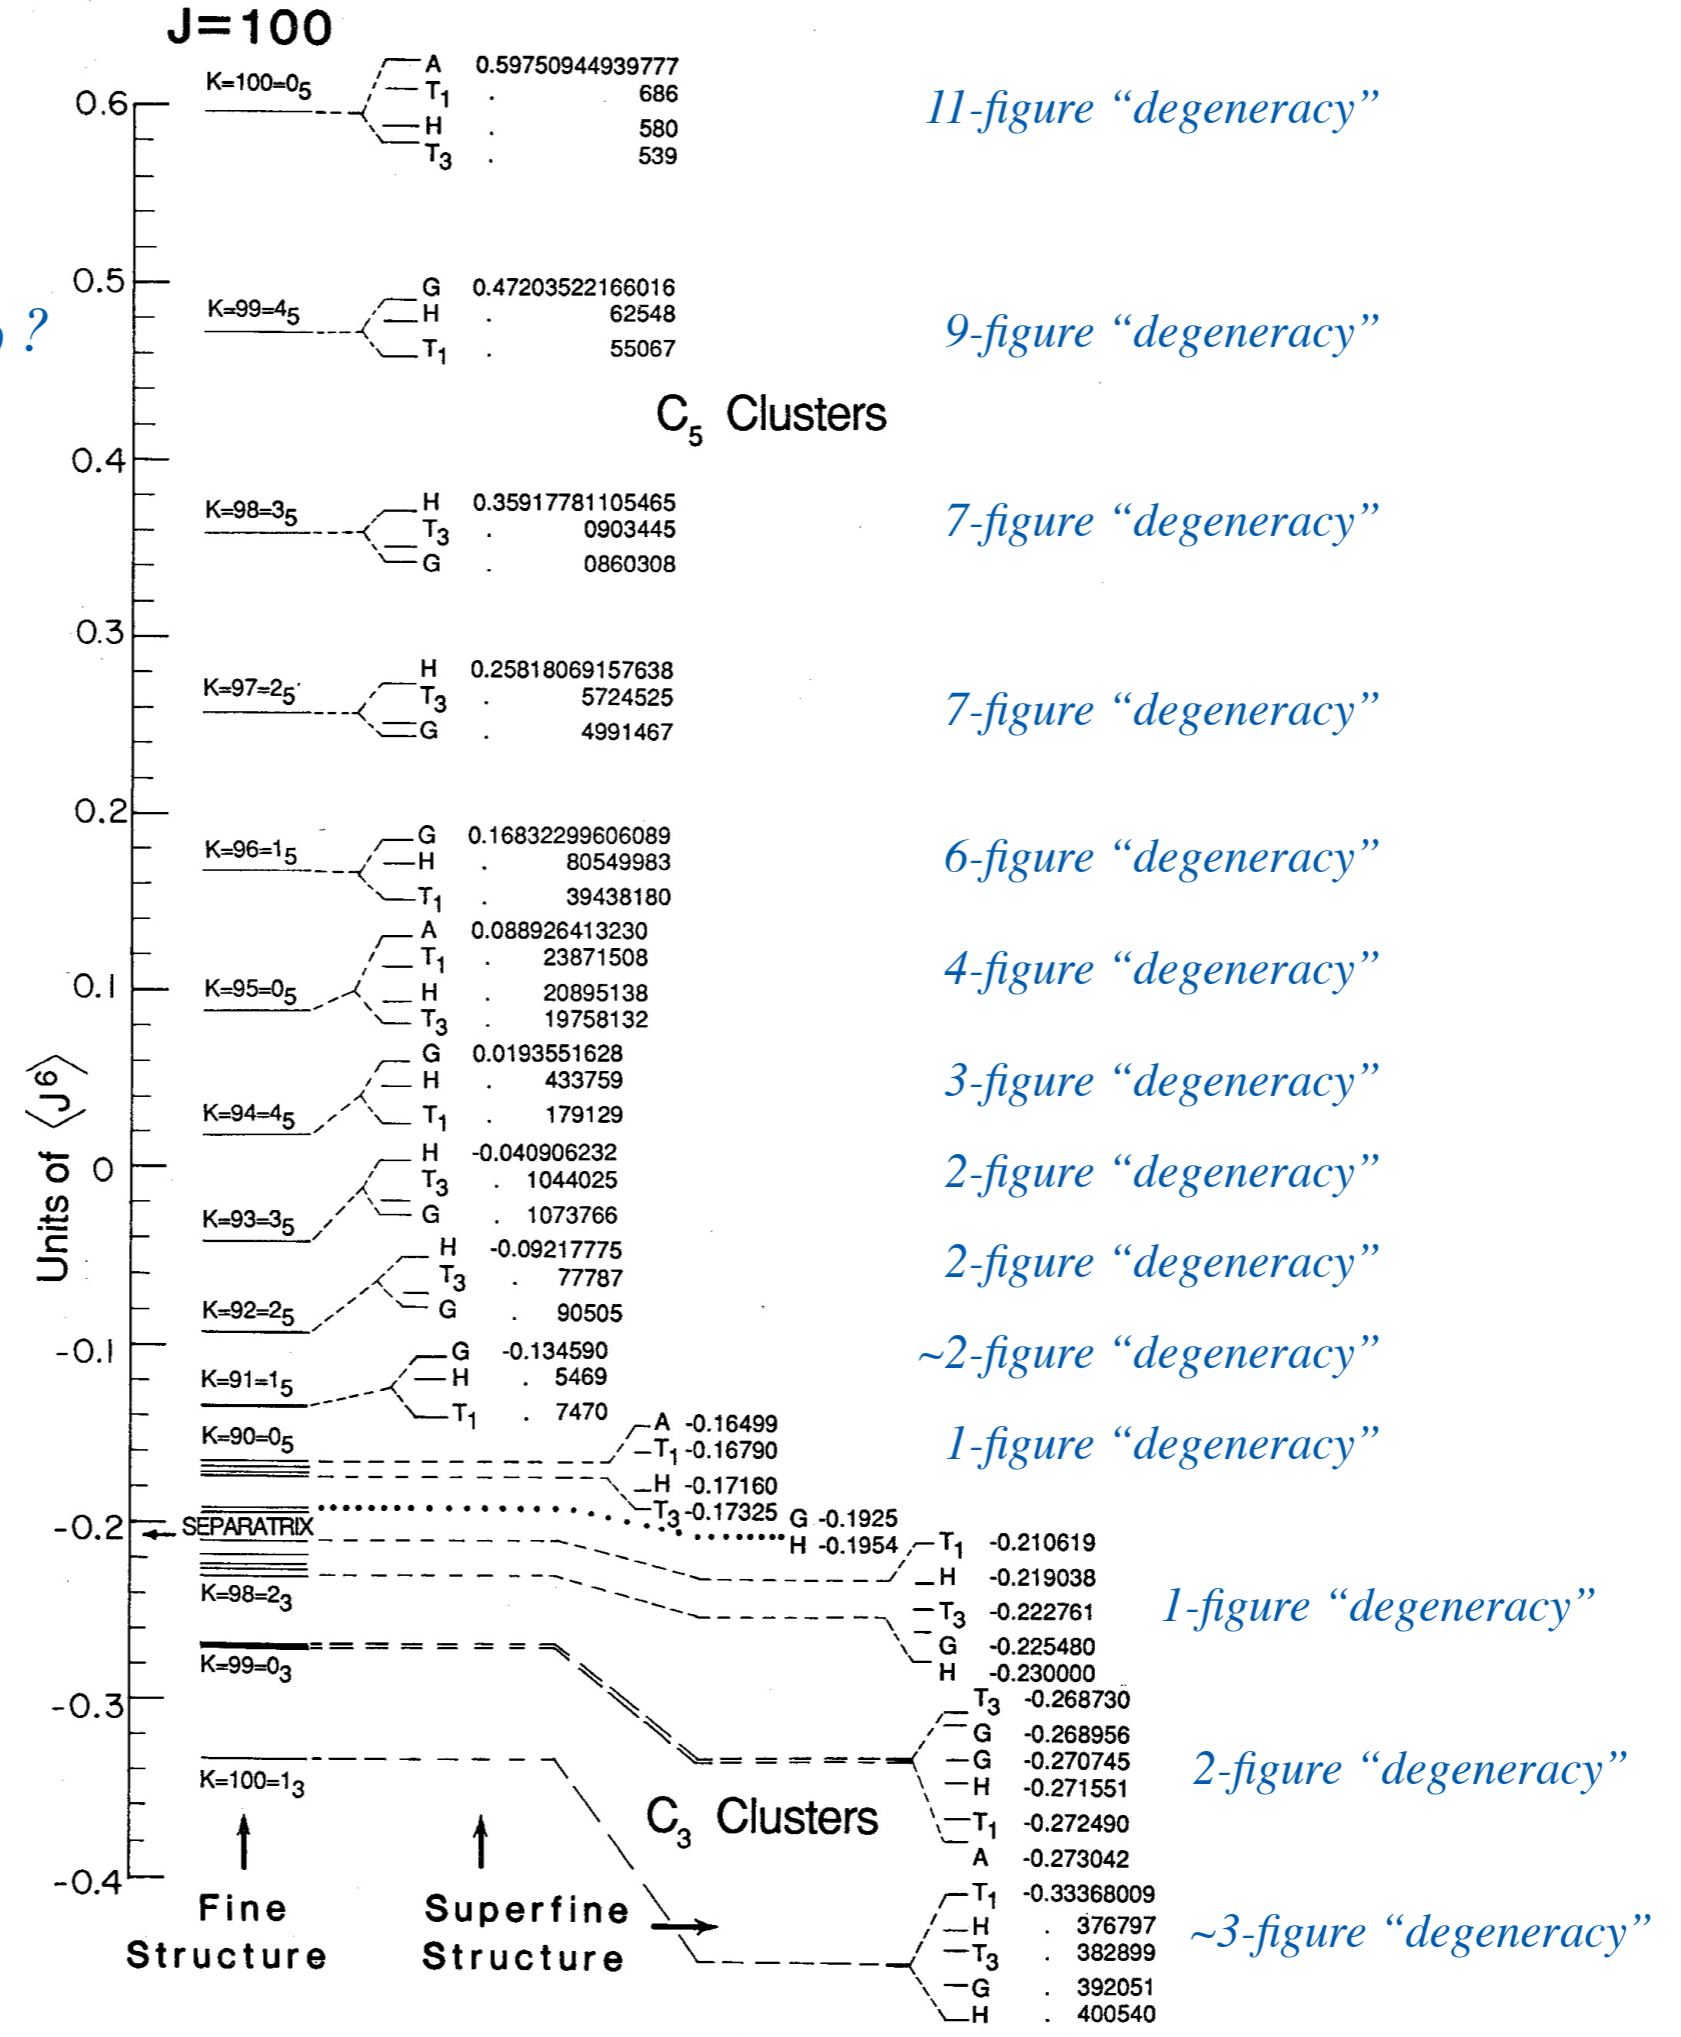 J=100
K=100=0₅
A 0.59750944939777
T₁ . 686
H . 580
T₃ . 539
11-figure “degeneracy”
0.6
0.5
?
K=99=4₅
G 0.47203522166016
H . 62548
T₁ . 55067
9-figure “degeneracy”
C₅ Clusters
0.4
K=98=3₅
H 0.35917781105465
T₃ . 0903445
G . 0860308
7-figure “degeneracy”
0.3
K=97=2₅
H 0.25818069157638
T₃ . 5724525
G . 4991467
7-figure “degeneracy”
0.2
K=96=1₅
G 0.16832299606089
H . 80549983
T₁ . 39438180
6-figure “degeneracy”
0.1
K=95=0₅
A 0.088926413230
T₁ . 23871508
H . 20895138
T₃ . 19758132
4-figure “degeneracy”
K=94=4₅
G 0.0193551628
H . 433759
T₁ . 179129
3-figure “degeneracy”
Units of ⟨J⁶⟩
0
K=93=3₅
H -0.040906232
T₃ . 1044025
G . 1073766
2-figure “degeneracy”
K=92=2₅
H -0.09217775
T₃ . 77787
G . 90505
2-figure “degeneracy”
-0.1
K=91=1₅
G -0.134590
H . 5469
T₁ . 7470
~2-figure “degeneracy”
K=90=0₅
A -0.16499
T₁ -0.16790
H -0.17160
T₃ -0.17325
1-figure “degeneracy”
-0.2
SEPARATRIX
G -0.1925
H -0.1954
K=98=2₃
T₁ -0.210619
H -0.219038
T₃ -0.222761
G -0.225480
H -0.230000
1-figure “degeneracy”
K=99=0₃
-0.3
T₃ -0.268730
G -0.268956
G -0.270745
H -0.271551
T₁ -0.272490
A -0.273042
2-figure “degeneracy”
K=100=1₃
C₃ Clusters
-0.4
T₁ -0.33368009
H . 376797
T₃ . 382899
G . 392051
H . 400540
~3-figure “degeneracy”
Fine
Structure
Superfine
Structure